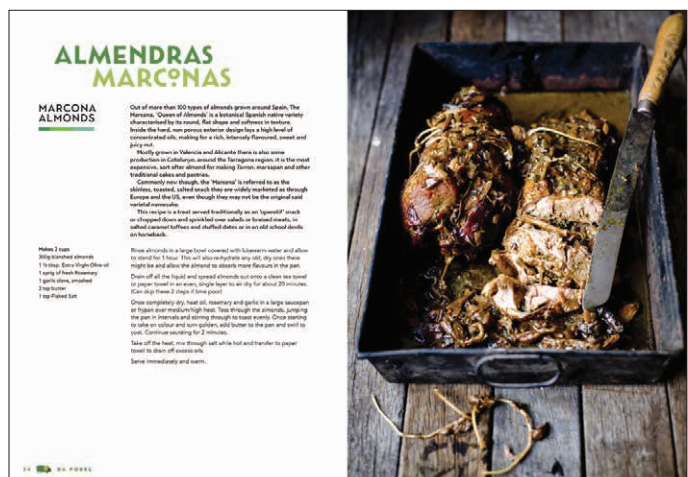 ALMENDRAS
MARCONAS
MARCONA
ALMONDS
Out of more than 100 types of almonds grown around Spain, The
Marcona, 'Queen of Almonds' is a botanical Spanish native variety
characterised by its round, flat shape and softness in texture.
Inside the hard, non porous exterior design lays a high level of
concentrated oils, making for a rich, intensely flavoured, sweet and
juicy nut.
Mostly grown in Valencia and Alicante there is also some
production in Catalunya, around the Tarragona region, it is the most
expensive, sort after almond for making Torron, marzapan and other
traditional cakes and pastries.
Commonly now though, the 'Marcona' is referred to as the
skinless, toasted, salted snack they are widely marketed as through
Europe and the US, even though they may not be the original said
varietal namesake.
This recipe is a treat served traditionally as an 'aperitif' snack
or chopped down and sprinkled over salads or braised meats, in
salted caramel toffees and stuffed dates or in an old school devils
on horseback.
Makes 2 cups
300g blanched almonds
1 ½ tbsp. Extra Virgin Olive oil
1 sprig of fresh Rosemary
1 garlic clove, smashed
2 tsp butter
1 tsp Flaked Salt
Rinse almonds in a large bowl covered with lukewarm water and allow
to stand for 1 hour. This will also rehydrate any old, dry ones there
might be and allow the almond to absorb more flavours in the pan.
Drain off all the liquid and spread almonds out onto a clean tea towel
or paper towel in an even, single layer to air dry for about 20 minutes.
(Can skip these 2 steps if time poor)
Once completely dry, heat oil, rosemary and garlic in a large saucepan
or frypan over medium/high heat. Toss through the almonds, jumping
the pan in intervals and stirring through to toast evenly. Once starting
to take on colour and turn golden, add butter to the pan and swirl to
coat. Continue sautéing for 2 minutes.
Take off the heat, mix through salt while hot and transfer to paper
towel to drain off excess oils.
Serve immediately and warm.